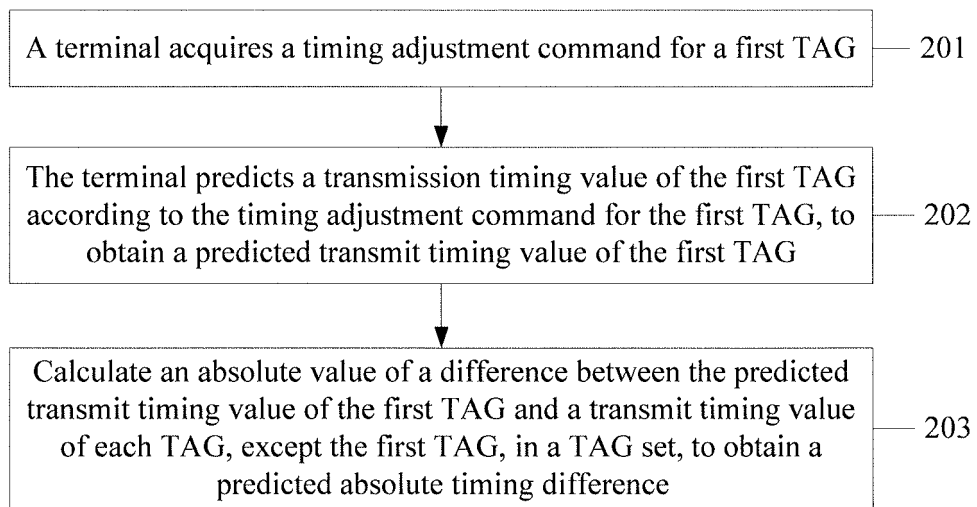 A terminal acquires a timing adjustment command for a first TAG
201
The terminal predicts a transmission timing value of the first TAG
according to the timing adjustment command for the first TAG, to
obtain a predicted transmit timing value of the first TAG
202
Calculate an absolute value of a difference between the predicted
transmit timing value of the first TAG and a transmit timing value
of each TAG, except the first TAG, in a TAG set, to obtain a
predicted absolute timing difference
203